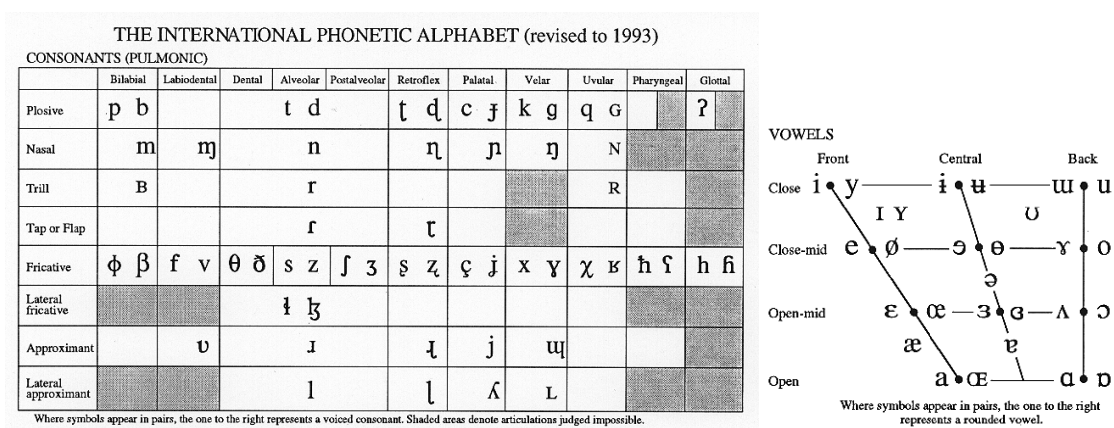 THE INTERNATIONAL PHONETIC ALPHABET (revised to 1993)
CONSONANTS (PULMONIC)
Bilabial Labiodental Dental Alveolar Postalveolar Retroflex Palatal Velar Uvular Pharyngeal Glottal
Plosive p b t d ʈ ɖ c ɟ k ɡ q ɢ ʔ
Nasal m ɱ n ɳ ɲ ŋ ɴ
Trill ʙ r ʀ
Tap or Flap ɾ ɽ
Fricative ɸ β f v θ ð s z ʃ ʒ ʂ ʐ ç ʝ x ɣ χ ʁ ħ ʕ h ɦ
Lateral fricative ɬ ɮ
Approximant ʋ ɹ ɻ j ɰ
Lateral approximant l ɭ ʎ ʟ
Where symbols appear in pairs, the one to the right represents a voiced consonant. Shaded areas denote articulations judged impossible.
VOWELS
Front Central Back
Close i y ɨ ʉ ɯ u
ɪ ʏ ʊ
Close-mid e ø ɘ ɵ ɤ o
ə
Open-mid ɛ œ ɜ ɞ ʌ ɔ
æ ɐ
Open a ɶ ɑ ɒ
Where symbols appear in pairs, the one to the right
represents a rounded vowel.